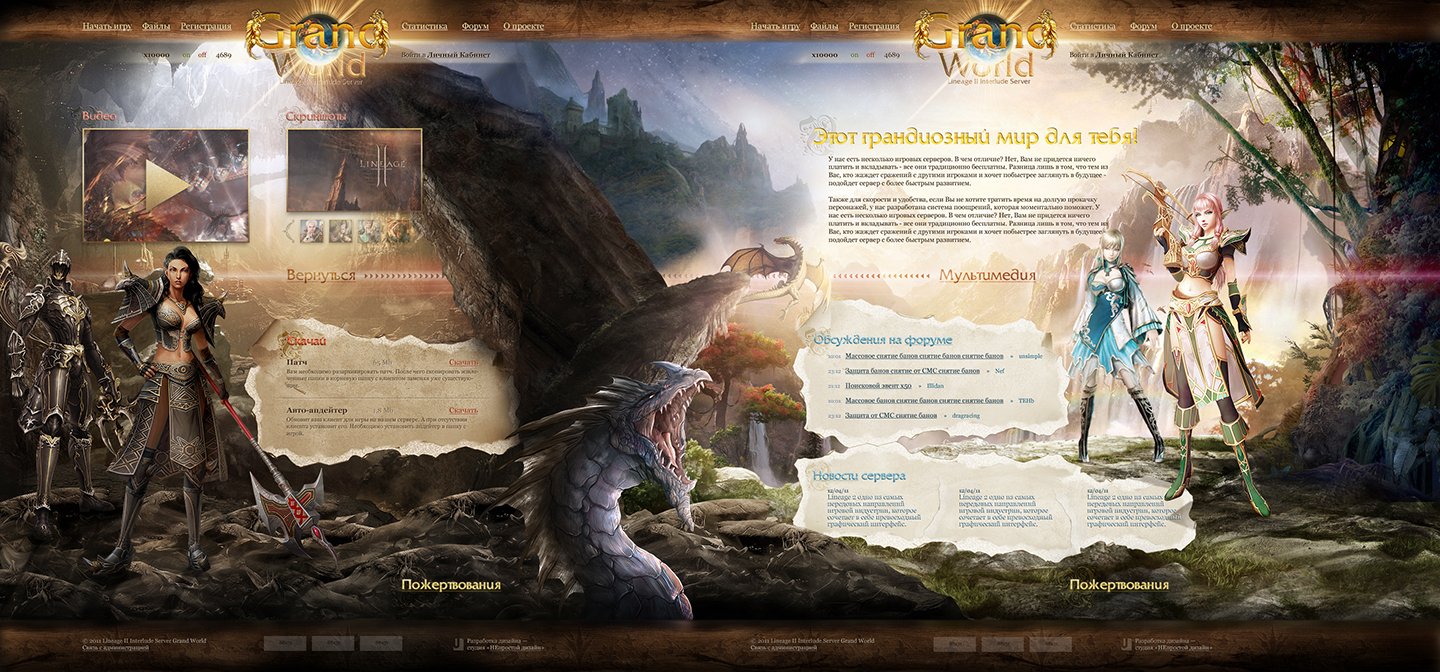 Начать игру Файлы Регистрация
Grand
World
Lineage II Interlude Server
Статистика Форум О проекте
x10000 on off 4689
Войти в Личный Кабинет
Видео
Скриншоты
LINEAGE
II
Вернуться
Скачай
Патч Скачать
Вам необходимо разархивировать патч. После чего скопировать извле-
ченные папки в корневую папку с клиентом заменяя уже существую-
щие.
Авто-апдейтер 1.8 Mb Скачать
Обновит ваш клиент для игры на нашем сервере. А при отсутствии
клиента установит его. Необходимо установить апдейтер в папку с
игрой.
Пожертвования
© 2011 Lineage II Interlude Server Grand World
Связь с администрацией
Разработка дизайна —
студия «НЕпростой дизайн»
Начать игру Файлы Регистрация
Grand
World
Lineage II Interlude Server
Статистика Форум О проекте
x10000 on off 4689
Войти в Личный Кабинет
Этот грандиозный мир для тебя!
У нас есть несколько игровых серверов. В чем отличие? Нет, Вам не придется ничего
платить и вкладывать - все они традиционно бесплатны. Разница лишь в том, что тем из
Вас, кто жаждет сражений с другими игроками и хочет побыстрее заглянуть в будущее -
подойдет сервер с более быстрым развитием.
Также для скорости и удобства, если Вы не хотите тратить время на долгую прокачку
персонажей, у нас разработана система поощрений, которая моментально поможет. У
нас есть несколько игровых серверов. В чем отличие? Нет, Вам не придется ничего
платить и вкладывать - все они традиционно бесплатны. Разница лишь в том, что тем из
Вас, кто жаждет сражений с другими игроками и хочет побыстрее заглянуть в будущее -
подойдет сервер с более быстрым развитием.
Мультимедия
Обсуждения на форуме
10:01 Массовое снятие банов снятие банов снятие банов unsimple
23:12 Защита банов снятие от СМС снятие банов Nef
21:12 Поисковой эвент х50 Illidan
10:01 Массовое банов снятие банов снятие банов снятие банов TEHb
23:12 Защита от СМС снятие банов dragracing
Новости сервера
12/04/11
Lineage 2 одно из самых
передовых направлений
игровой индустрии, которое
сочетает в себе превосходный
графический интерфейс.
12/04/11
Lineage 2 одно из самых
передовых направлений
игровой индустрии, которое
сочетает в себе превосходный
графический интерфейс.
12/04/11
Lineage 2 одно из самых
передовых направлений
игровой индустрии, которое
сочетает в себе превосходный
графический интерфейс.
Пожертвования
© 2011 Lineage II Interlude Server Grand World
Связь с администрацией
Разработка дизайна —
студия «НЕпростой дизайн»